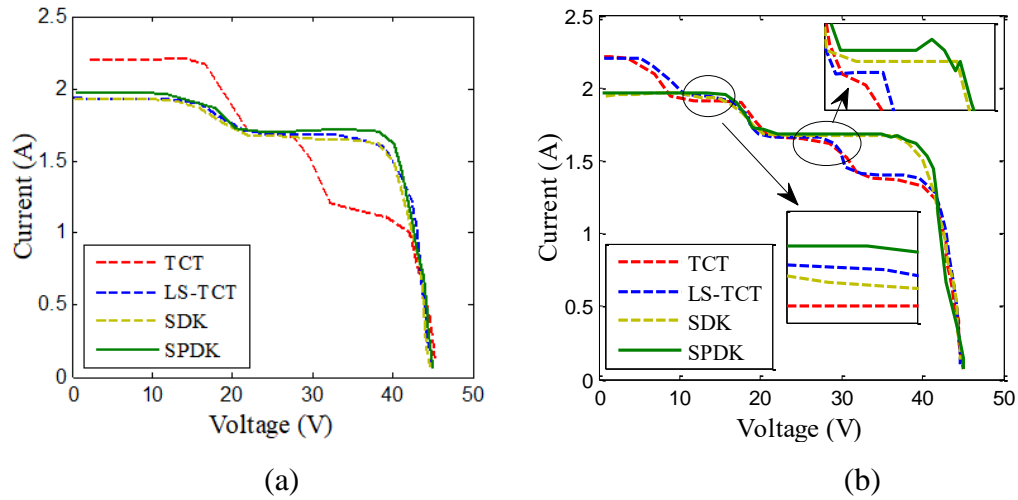 2.5
2
1.5
1
0.5
0
Current (A)
TCT
LS-TCT
SDK
SPDK
0
10
20
30
40
50
Voltage (V)
(a)
2.5
2
1.5
1
0.5
0
Current (A)
TCT
LS-TCT
SDK
SPDK
0
10
20
30
40
50
Voltage (V)
(b)